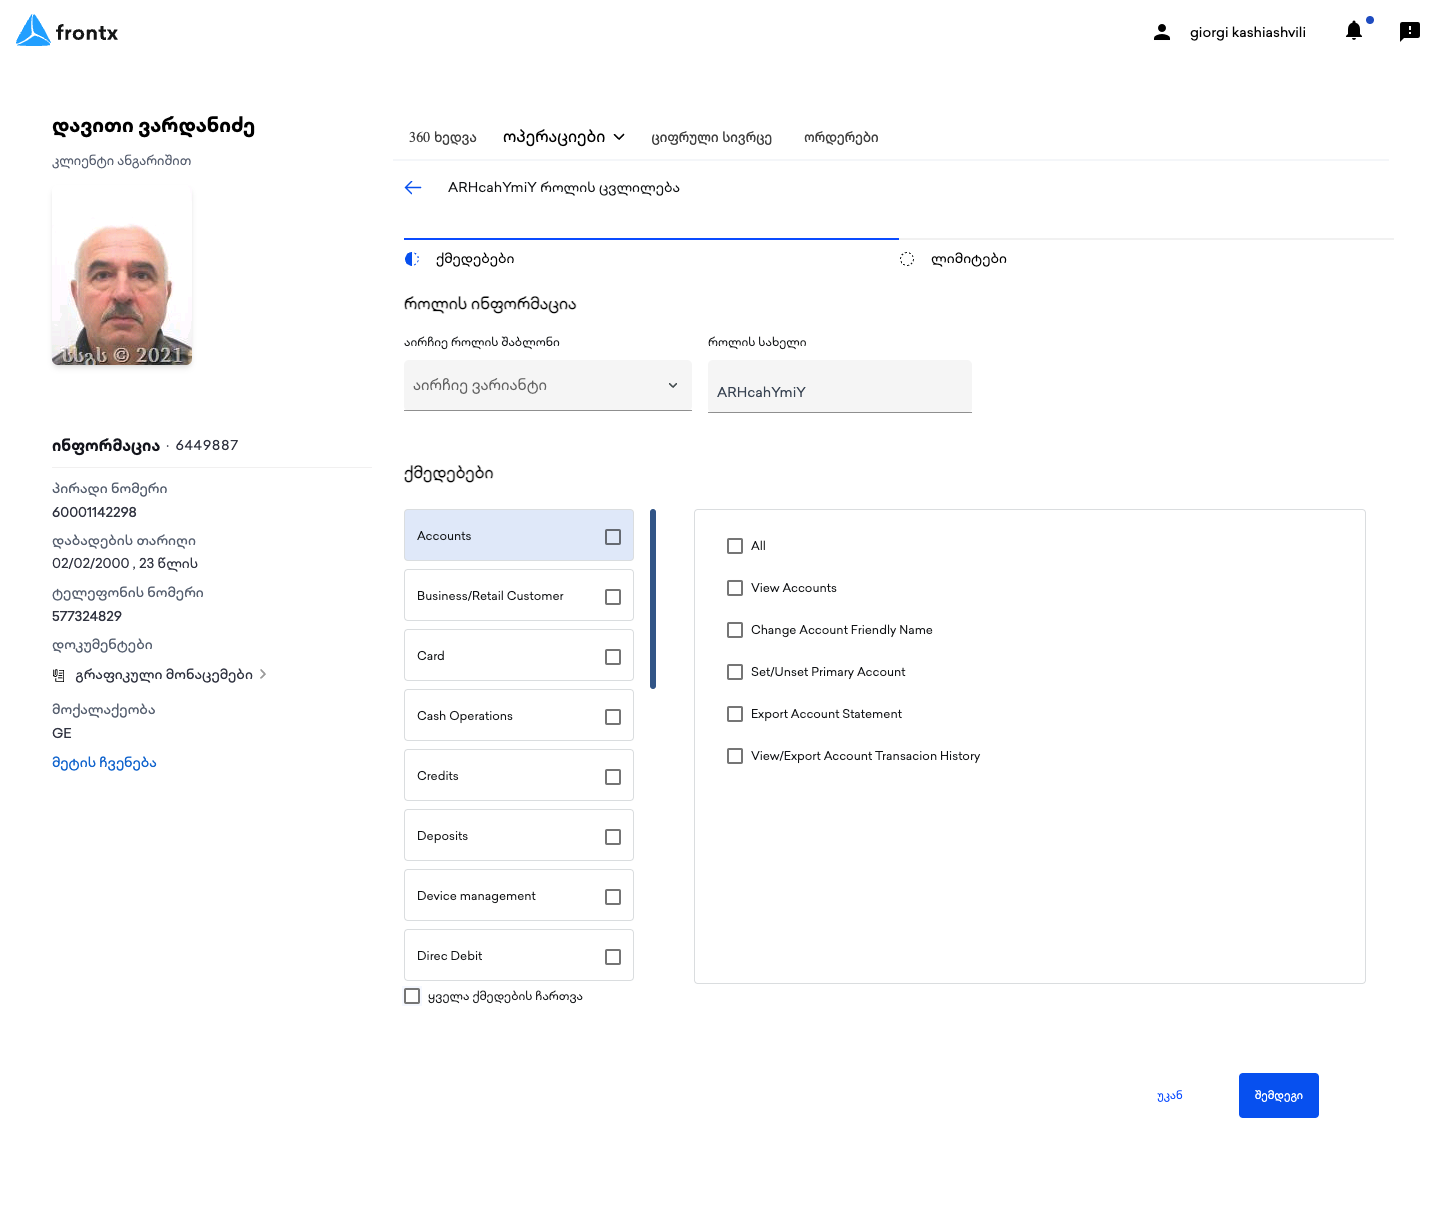 frontx
giorgi kashiashvili
დავითი ვარდანიძე
კლიენტი ანგარიშით
სსგს © 2021
ინფორმაცია · 6449887
პირადი ნომერი
60001142298
დაბადების თარიღი
02/02/2000 , 23 წლის
ტელეფონის ნომერი
577324829
დოკუმენტები
გრაფიკული მონაცემები
მოქალაქეობა
GE
მეტის ჩვენება
360 ხედვა ოპერაციები ციფრული სივრცე ორდერები
ARHcahYmiY როლის ცვლილება
ქმედებები ლიმიტები
როლის ინფორმაცია
აირჩიე როლის შაბლონი როლის სახელი
აირჩიე ვარიანტი ARHcahYmiY
ქმედებები
Accounts
Business/Retail Customer
Card
Cash Operations
Credits
Deposits
Device management
Direc Debit
ყველა ქმედების ჩართვა
All
View Accounts
Change Account Friendly Name
Set/Unset Primary Account
Export Account Statement
View/Export Account Transacion History
უკან შემდეგი